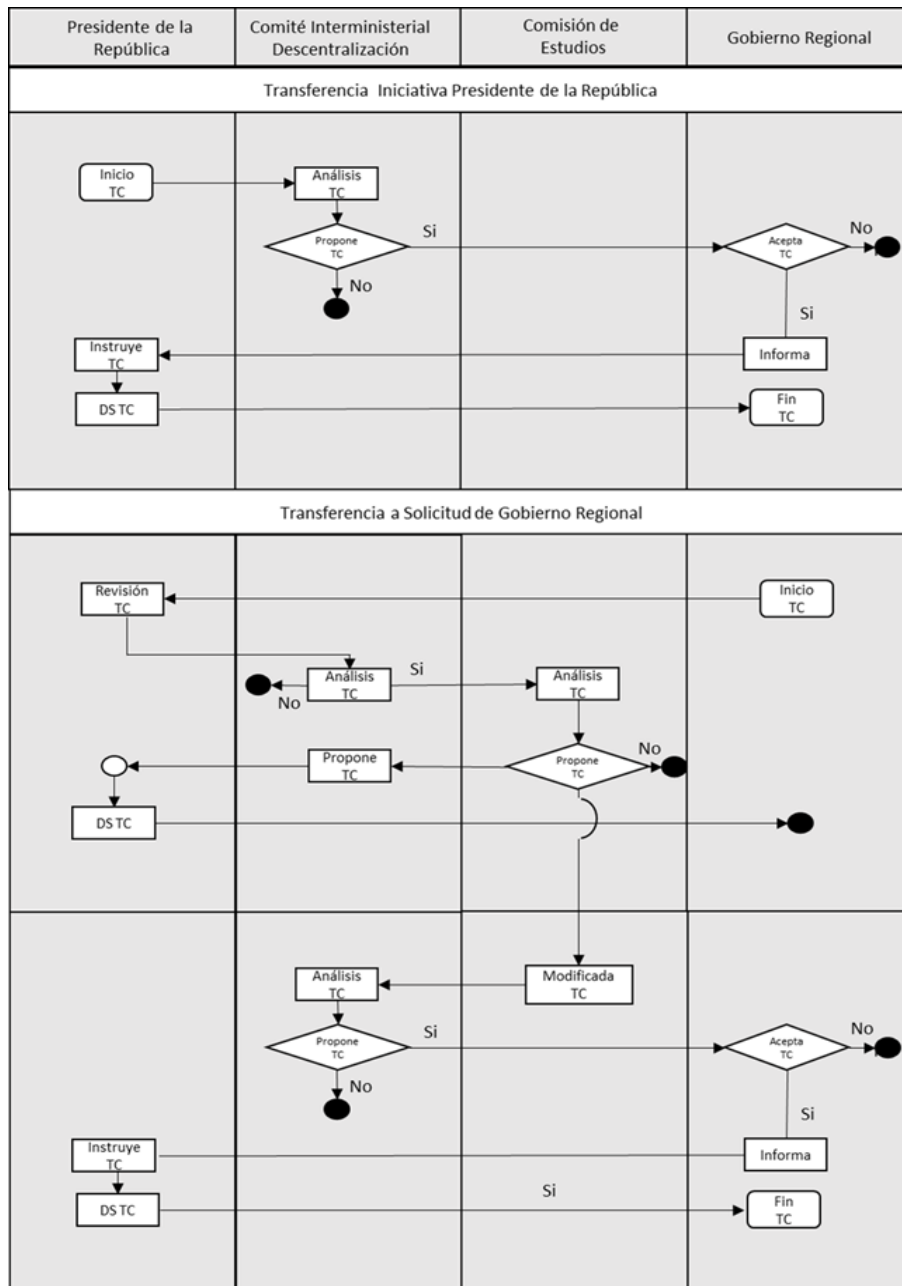 Presidente de la
República
Comité Interministerial
Descentralización
Comisión de
Estudios
Gobierno Regional
Transferencia Iniciativa Presidente de la República
Inicio
TC
Análisis
TC
Propone
TC
Si
No
Acepta
TC
No
Si
Instruye
TC
Informa
DS TC
Fin
TC
Transferencia a Solicitud de Gobierno Regional
Revisión
TC
Inicio
TC
Análisis
TC
Si
No
Análisis
TC
Propone
TC
Propone
TC
No
DS TC
Análisis
TC
Modificada
TC
Propone
TC
Si
No
Acepta
TC
No
Si
Instruye
TC
Informa
DS TC
Si
Fin
TC